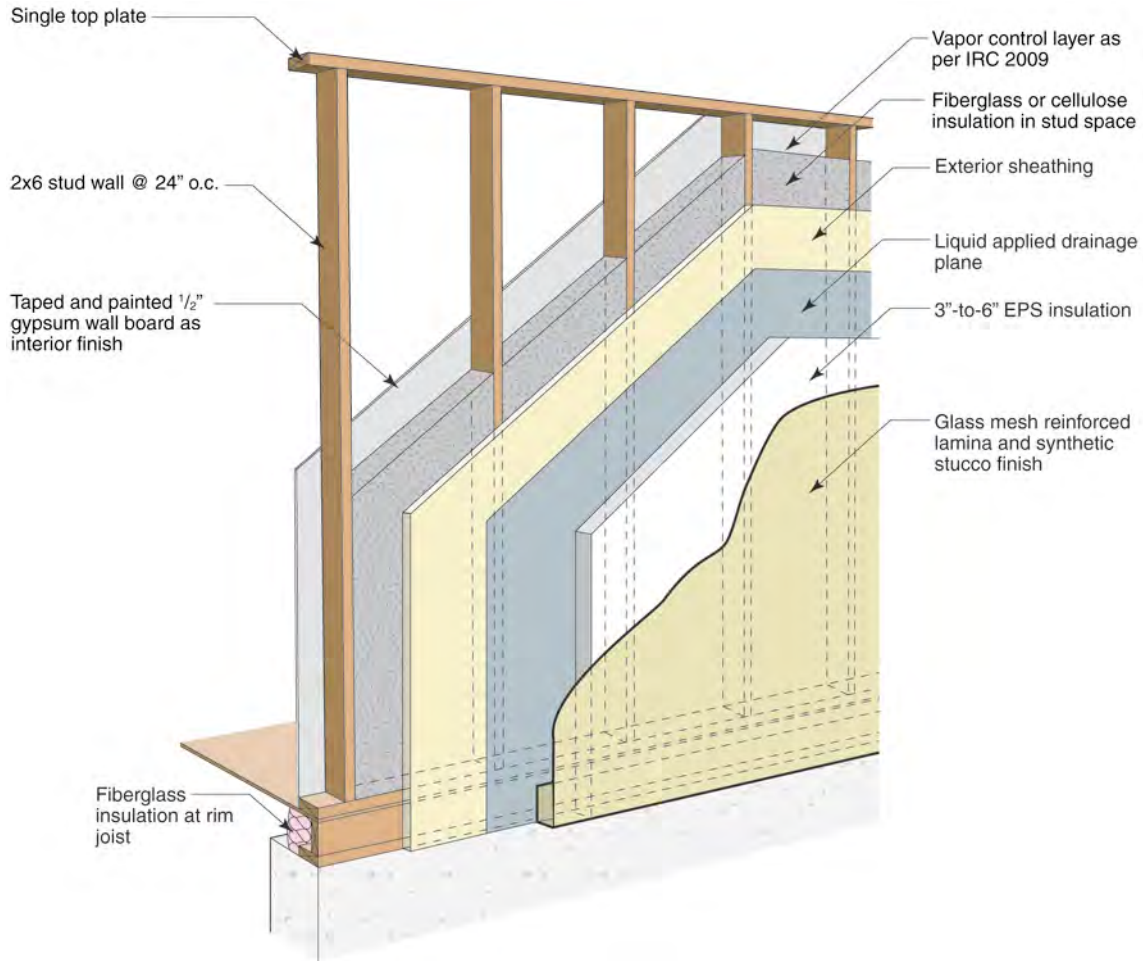 Single top plate
2x6 stud wall @ 24" o.c.
Taped and painted 1/2"
gypsum wall board as
interior finish
Fiberglass
insulation at rim
joist
Vapor control layer as
per IRC 2009
Fiberglass or cellulose
insulation in stud space
Exterior sheathing
Liquid applied drainage
plane
3"-to-6" EPS insulation
Glass mesh reinforced
lamina and synthetic
stucco finish